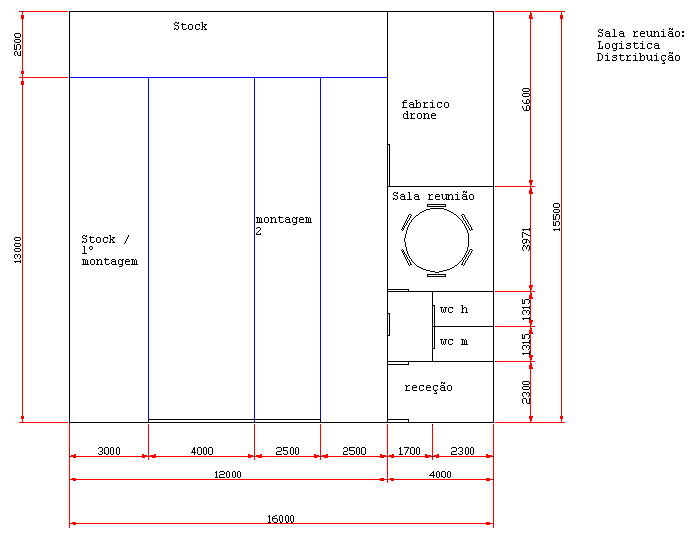 Stock
Sala reunião:
Logistica
Distribuição
2500
6600
fabrico
drone
Sala reunião
15500
montagem
2
Stock /
1º
montagem
3971
13000
wc h
1315
wc m
1315
receção
2300
3000
4000
2500
2500
1700
2300
12000
4000
16000